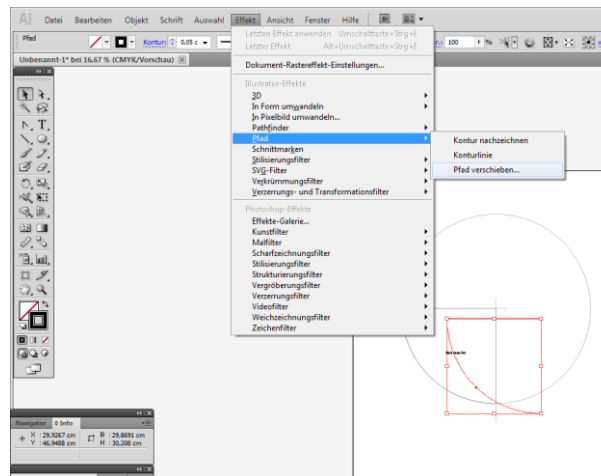 Ai Datei Bearbeiten Objekt Schrift Auswahl Effekt Ansicht Fenster Hilfe Br
Pfad Kontur: 0,05 c 100 %
Unbenannt-1* bei 16,67 % (CMYK/Vorschau)
Letzten Effekt anwenden Umschalttaste+Strg+E
Letzter Effekt Alt+Umschalttaste+Strg+E
Dokument-Rastereffekt-Einstellungen...
Illustrator-Effekte
3D
In Form umwandeln
In Pixelbild umwandeln...
Pathfinder
Pfad
Kontur nachzeichnen
Schnittmarken
Konturlinie
Stilisierungsfilter
SVG-Filter
Pfad verschieben...
Verkrümmungsfilter
Verzerrungs- und Transformationsfilter
Photoshop-Effekte
Effekte-Galerie...
Kunstfilter
Malfilter
Scharfzeichnungsfilter
Stilisierungsfilter
Strukturierungsfilter
Vergröberungsfilter
Verzerrungsfilter
Videofilter
Weichzeichnungsfilter
Zeichenfilter
Navigator Info
X : 29,9267 cm B : 29,8691 cm
Y : 46,9488 cm H : 30,208 cm